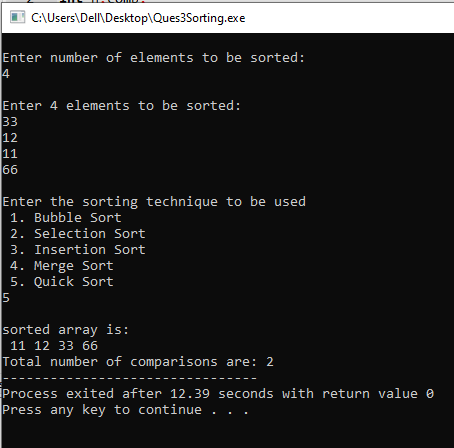 C:\Users\Dell\Desktop\Ques3Sorting.exe
Enter number of elements to be sorted:
4
Enter 4 elements to be sorted:
33
12
11
66
Enter the sorting technique to be used
1. Bubble Sort
2. Selection Sort
3. Insertion Sort
4. Merge Sort
5. Quick Sort
5
sorted array is:
11 12 33 66
Total number of comparisons are: 2
--------------------------------
Process exited after 12.39 seconds with return value 0
Press any key to continue . . .